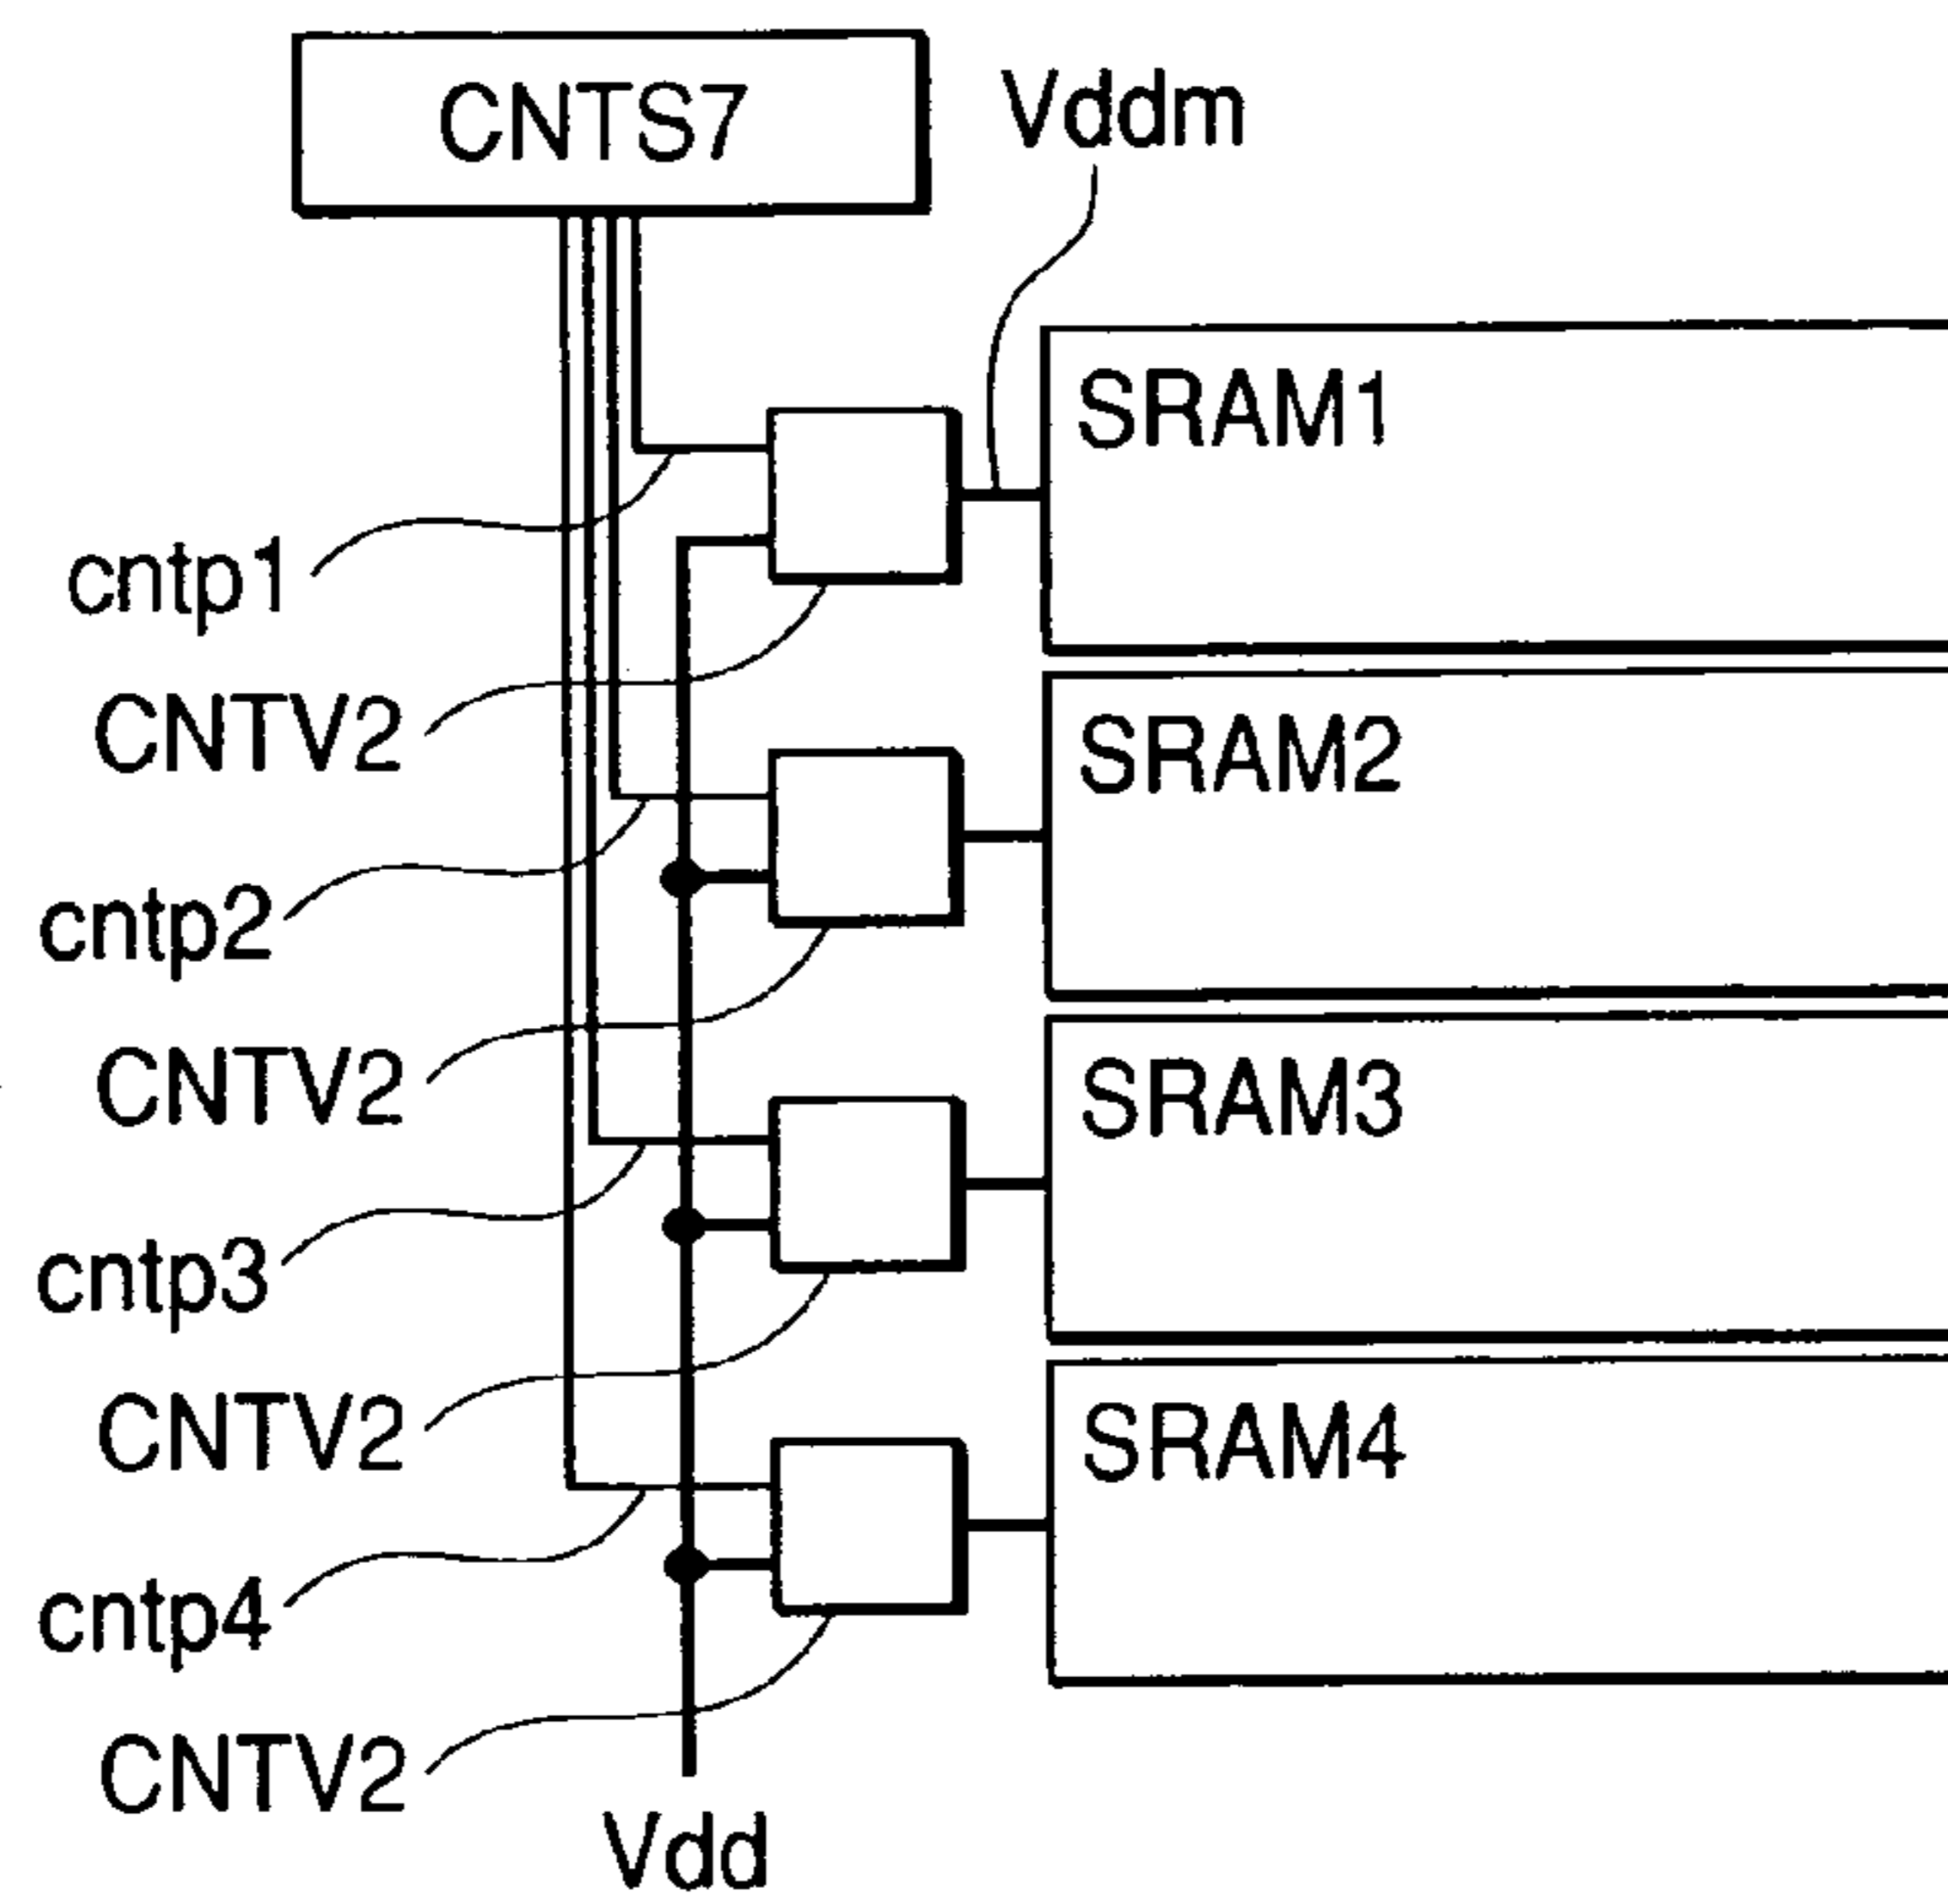 CNTS7
Vddm
SRAM1
cntp1
CNTV2
SRAM2
cntp2
CNTV2
SRAM3
cntp3
CNTV2
SRAM4
cntp4
CNTV2
Vdd